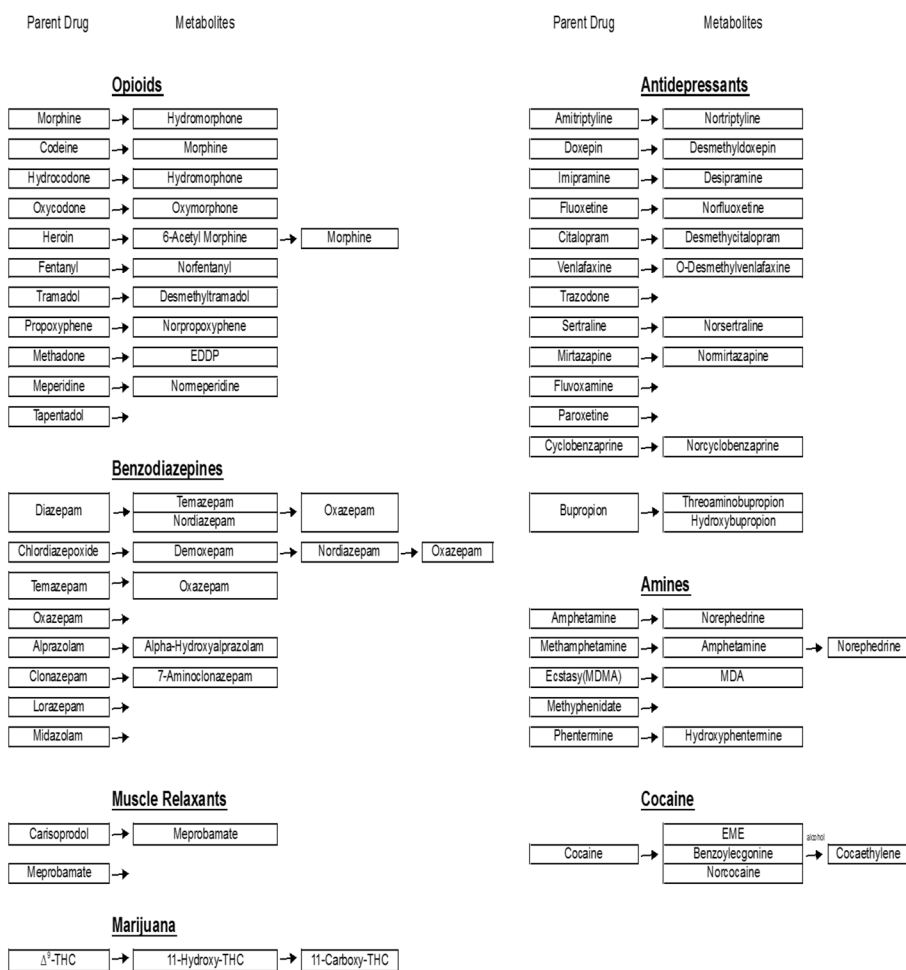 Parent Drug Metabolites
Opioids
Morphine → Hydromorphone
Codeine → Morphine
Hydrocodone → Hydromorphone
Oxycodone → Oxymorphone
Heroin → 6-Acetyl Morphine → Morphine
Fentanyl → Norfentanyl
Tramadol → Desmethyltramadol
Propoxyphene → Norpropoxyphene
Methadone → EDDP
Meperidine → Normeperidine
Tapentadol →
Benzodiazepines
Diazepam → Temazepam
Nordiazepam → Oxazepam
Chlordiazepoxide → Demoxepam → Nordiazepam → Oxazepam
Temazepam → Oxazepam
Oxazepam →
Alprazolam → Alpha-Hydroxyalprazolam
Clonazepam → 7-Aminoclonazepam
Lorazepam →
Midazolam →
Muscle Relaxants
Carisoprodol → Meprobamate
Meprobamate →
Marijuana
Δ⁹-THC → 11-Hydroxy-THC → 11-Carboxy-THC
Parent Drug Metabolites
Antidepressants
Amitriptyline → Nortriptyline
Doxepin → Desmethyldoxepin
Imipramine → Desipramine
Fluoxetine → Norfluoxetine
Citalopram → Desmethycitalopram
Venlafaxine → O-Desmethylvenlafaxine
Trazodone →
Sertraline → Norsertraline
Mirtazapine → Normirtazapine
Fluvoxamine →
Paroxetine →
Cyclobenzaprine → Norcyclobenzaprine
Bupropion → Threoaminobupropion
Hydroxybupropion
Amines
Amphetamine → Norephedrine
Methamphetamine → Amphetamine → Norephedrine
Ecstasy(MDMA) → MDA
Methyphenidate →
Phentermine → Hydroxyphentermine
Cocaine
EME alcohol
Cocaine → Benzoylecgonine → Cocaethylene
Norcocaine